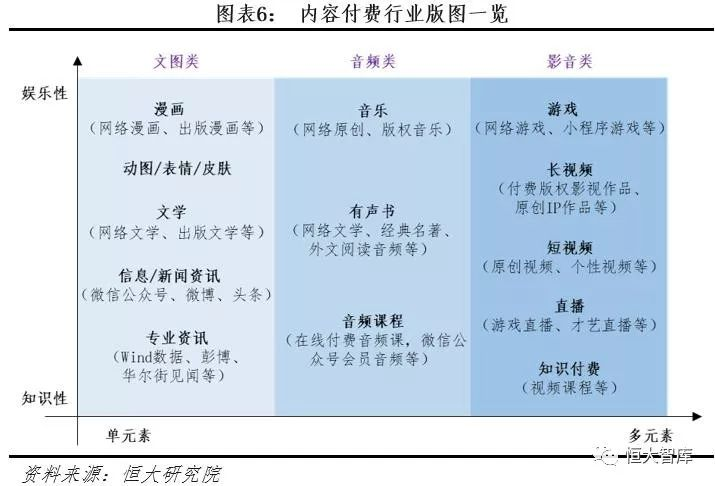 图表6： 内容付费行业版图一览
文图类
音频类
影音类
娱乐性
漫画
（网络漫画、出版漫画等）
动图/表情/皮肤
文学
（网络文学、出版文学等）
信息/新闻资讯
（微信公众号、微博、头条）
专业资讯
（Wind数据、彭博、
华尔街见闻等）
音乐
（网络原创、版权音乐）
有声书
（网络文学、经典名著、
外文阅读音频等）
音频课程
（在线付费音频课，微信公
众号会员音频等）
游戏
（网络游戏、小程序游戏等）
长视频
（付费版权影视作品、
原创IP作品等）
短视频
（原创视频、个性视频等）
直播
（游戏直播、才艺直播等）
知识付费
（视频课程等）
知识性
单元素
多元素
恒大智库
资料来源：恒大研究院